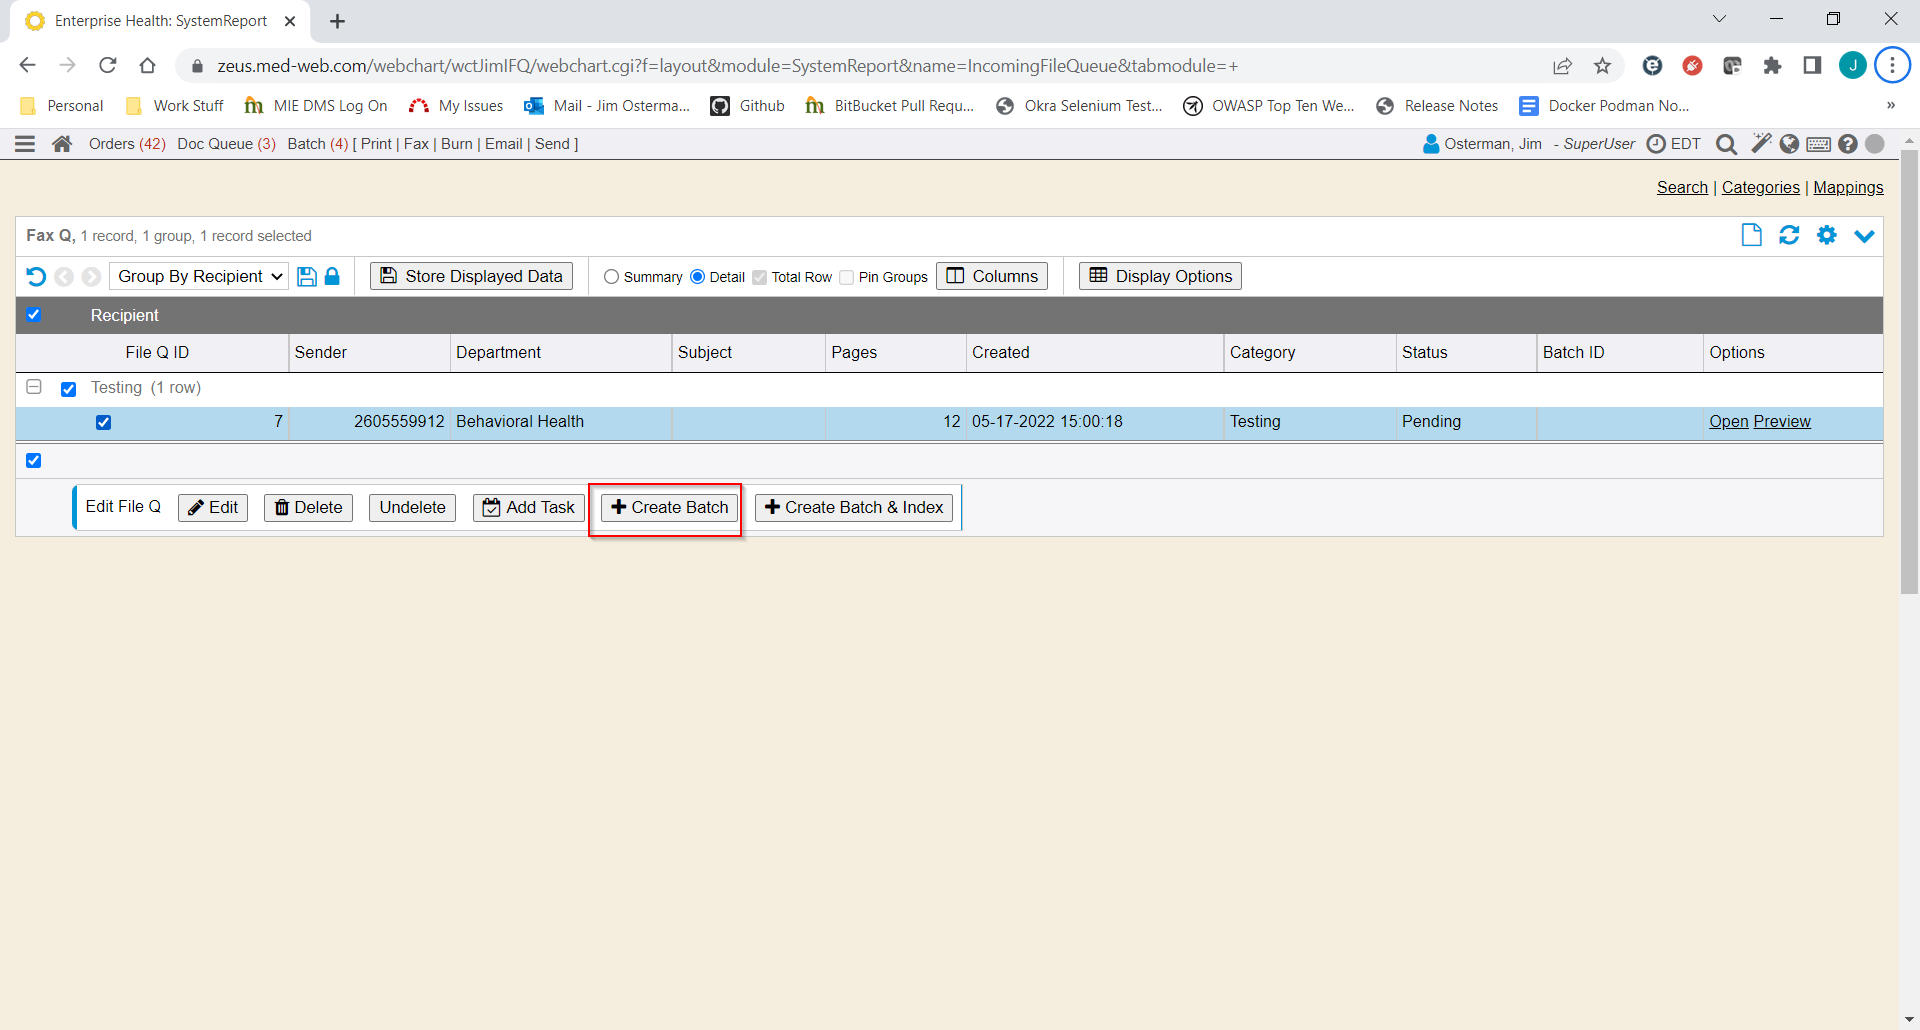 Enterprise Health: SystemReport
zeus.med-web.com/webchart/wctJimIFQ/webchart.cgi?f=layout&module=SystemReport&name=IncomingFileQueue&tabmodule=+
J
Personal Work Stuff MIE DMS Log On My Issues Mail - Jim Osterma... Github BitBucket Pull Requ... Okra Selenium Test... OWASP Top Ten We... Release Notes Docker Podman No... »
Orders (42) Doc Queue (3) Batch (4) [ Print | Fax | Burn | Email | Send ] Osterman, Jim - SuperUser EDT
Search | Categories | Mappings
Fax Q, 1 record, 1 group, 1 record selected
Group By Recipient Store Displayed Data Summary Detail Total Row Pin Groups Columns Display Options
Recipient
File Q ID Sender Department Subject Pages Created Category Status Batch ID Options
Testing (1 row)
7 2605559912 Behavioral Health 12 05-17-2022 15:00:18 Testing Pending Open Preview
Edit File Q Edit Delete Undelete Add Task Create Batch Create Batch & Index